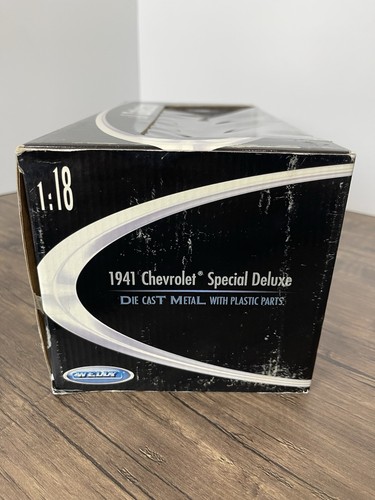 1:18
1941 Chevrolet® Special Deluxe
DIE CAST METAL WITH PLASTIC PARTS
WELLY